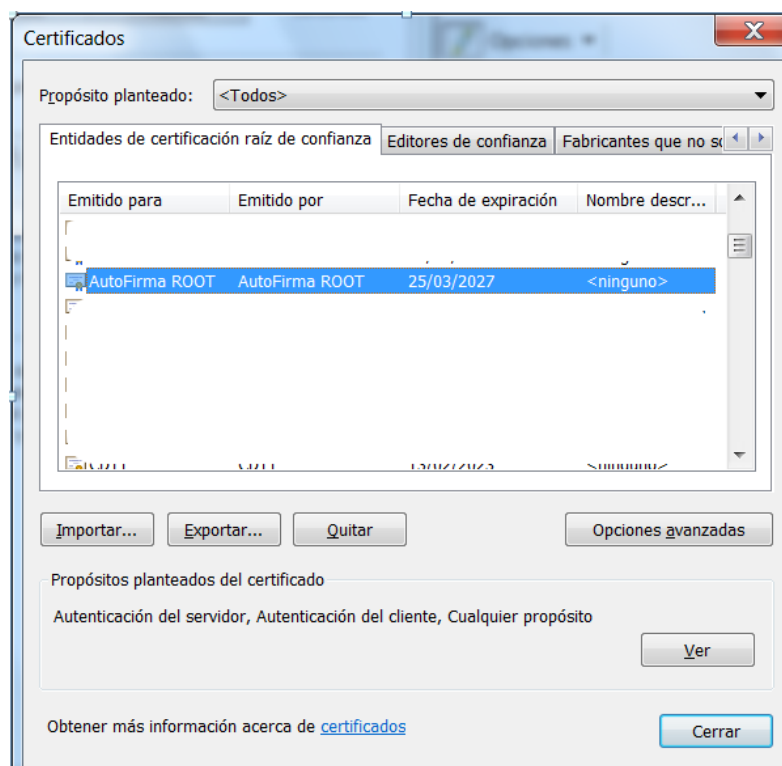 Certificados
Opciones
Propósito planteado: <Todos>
Entidades de certificación raíz de confianza Editores de confianza Fabricantes que no
Emitido para Emitido por Fecha de expiración Nombre descr...
AutoFirma ROOT AutoFirma ROOT 25/03/2027 <ninguno>
Importar... Exportar... Quitar Opciones avanzadas
Propósitos planteados del certificado
Autenticación del servidor, Autenticación del cliente, Cualquier propósito
Ver
Obtener más información acerca de certificados
Cerrar